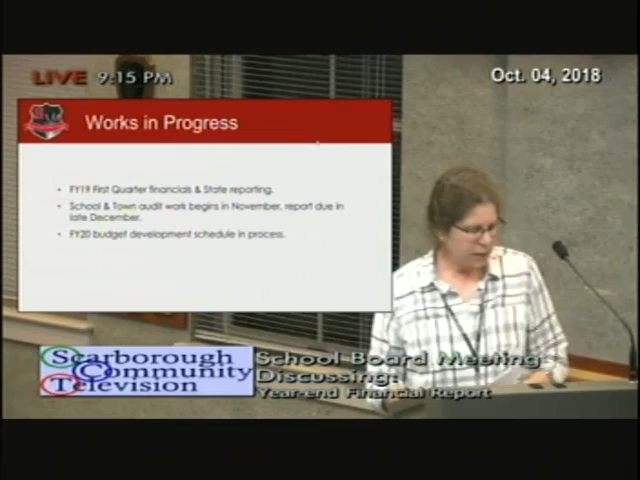 LIVE 9:15 PM
Oct. 04, 2018
Works in Progress
• FY19 First Quarter financials & State reporting.
• School & Town audit work begins in November, report due in
late December.
• FY20 budget development schedule in process.
Scarborough
Community
Television
School Board Meeting
Discussing:
Year-end Financial Report